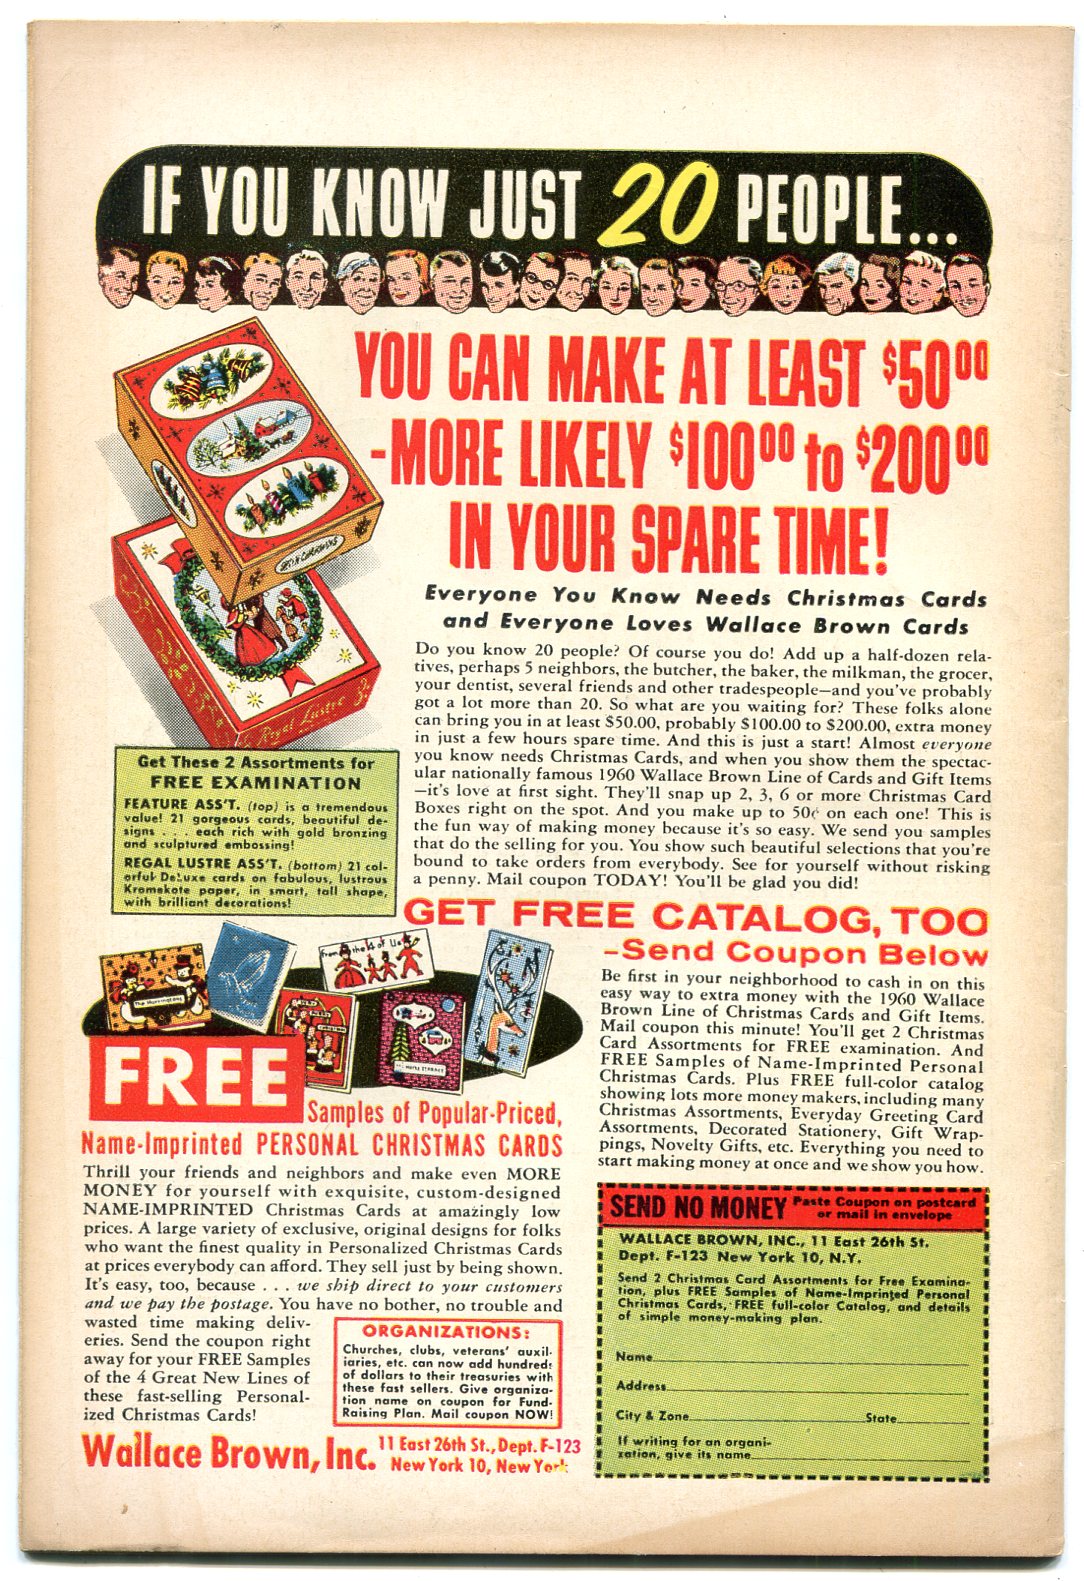 IF YOU KNOW JUST 20 PEOPLE...
YOU CAN MAKE AT LEAST $50⁰⁰
-MORE LIKELY $100⁰⁰ to $200⁰⁰
IN YOUR SPARE TIME!
Everyone You Know Needs Christmas Cards
and Everyone Loves Wallace Brown Cards
Do you know 20 people? Of course you do! Add up a half-dozen rela-
tives, perhaps 5 neighbors, the butcher, the baker, the milkman, the grocer,
your dentist, several friends and other tradespeople—and you've probably
got a lot more than 20. So what are you waiting for? These folks alone
can bring you in at least $50.00, probably $100.00 to $200.00, extra money
in just a few hours spare time. And this is just a start! Almost everyone
you know needs Christmas Cards, and when you show them the spectac-
ular nationally famous 1960 Wallace Brown Line of Cards and Gift Items
—it's love at first sight. They'll snap up 2, 3, 6 or more Christmas Card
Boxes right on the spot. And you make up to 50¢ on each one! This is
the fun way of making money because it's so easy. We send you samples
that do the selling for you. You show such beautiful selections that you're
bound to take orders from everybody. See for yourself without risking
a penny. Mail coupon TODAY! You'll be glad you did!
Regal Lustre
Get These 2 Assortments for
FREE EXAMINATION
FEATURE ASS'T. (top) is a tremendous
value! 21 gorgeous cards, beautiful de-
signs . . . each rich with gold bronzing
and sculptured embossing!
REGAL LUSTRE ASS'T. (bottom) 21 col-
orful DeLuxe cards on fabulous, lustrous
Kromekote paper, in smart, tall shape,
with brilliant decorations!
GET FREE CATALOG, TOO
-Send Coupon Below
Be first in your neighborhood to cash in on this
easy way to extra money with the 1960 Wallace
Brown Line of Christmas Cards and Gift Items.
Mail coupon this minute! You'll get 2 Christmas
Card Assortments for FREE examination. And
FREE Samples of Name-Imprinted Personal
Christmas Cards. Plus FREE full-color catalog
showing lots more money makers, including many
Christmas Assortments, Everyday Greeting Card
Assortments, Decorated Stationery, Gift Wrap-
pings, Novelty Gifts, etc. Everything you need to
start making money at once and we show you how.
From the 4 of Us
FREE
Samples of Popular-Priced,
Name-Imprinted PERSONAL CHRISTMAS CARDS
Thrill your friends and neighbors and make even MORE
MONEY for yourself with exquisite, custom-designed
NAME-IMPRINTED Christmas Cards at amazingly low
prices. A large variety of exclusive, original designs for folks
who want the finest quality in Personalized Christmas Cards
at prices everybody can afford. They sell just by being shown.
It's easy, too, because . . . we ship direct to your customers
and we pay the postage. You have no bother, no trouble and
wasted time making deliv-
eries. Send the coupon right
away for your FREE Samples
of the 4 Great New Lines of
these fast-selling Personal-
ized Christmas Cards!
ORGANIZATIONS:
Churches, clubs, veterans' auxil-
iaries, etc. can now add hundreds
of dollars to their treasuries with
these fast sellers. Give organiza-
tion name on coupon for Fund-
Raising Plan. Mail coupon NOW!
Wallace Brown, Inc. 11 East 26th St., Dept. F-123
New York 10, New York
SEND NO MONEY Paste Coupon on postcard
or mail in envelope
WALLACE BROWN, INC., 11 East 26th St.
Dept. F-123 New York 10, N.Y.
Send 2 Christmas Card Assortments for Free Examina-
tion, plus FREE Samples of Name-Imprinted Personal
Christmas Cards, FREE full-color Catalog, and details
of simple money-making plan.
Name
Address
City & Zone State
If writing for an organi-
zation, give its name